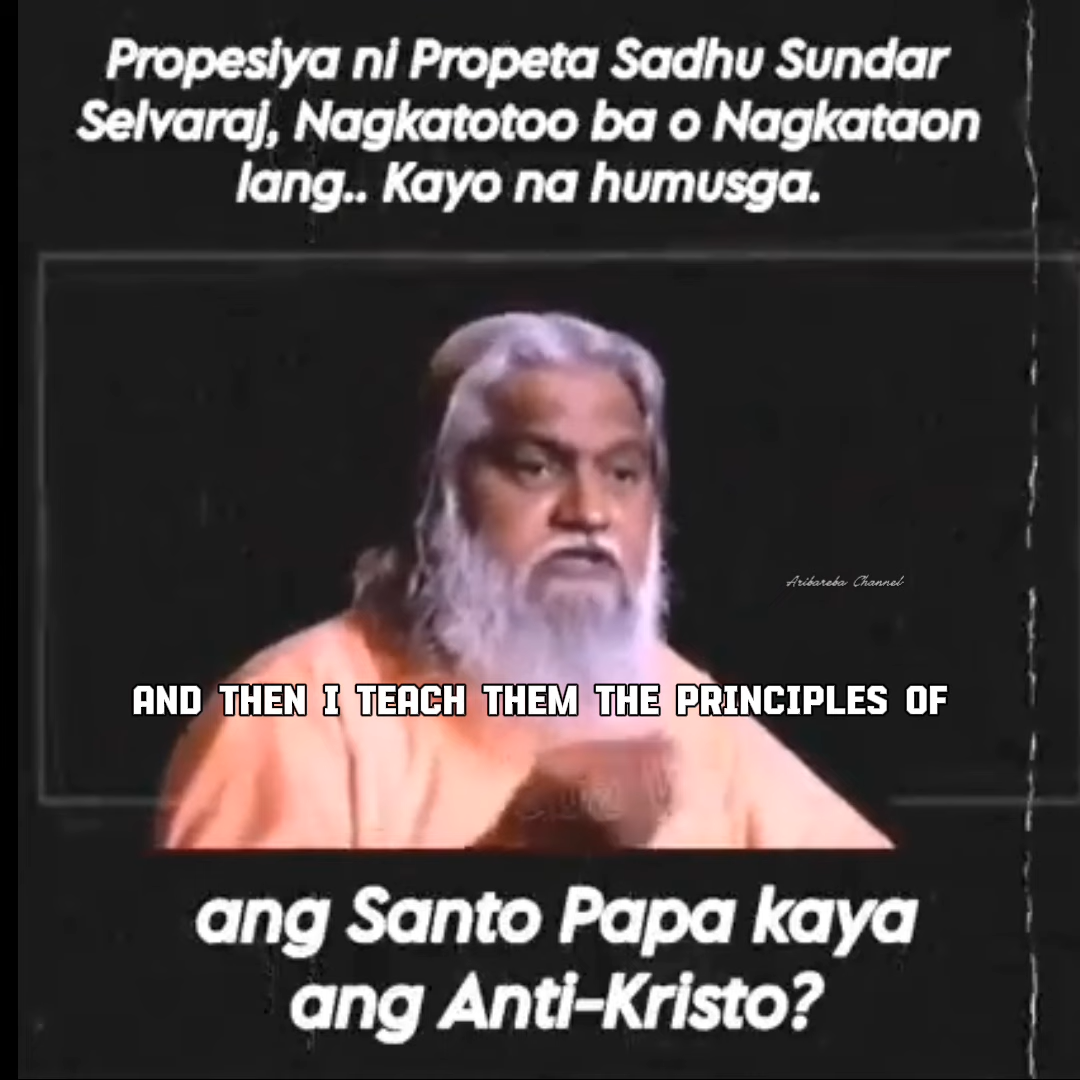 Propesiya ni Propeta Sadhu Sundar
Selvaraj, Nagkatotoo ba o Nagkataon
lang.. Kayo na humusga.
Aribareba Channel
AND THEN I TEACH THEM THE PRINCIPLES OF
ang Santo Papa kaya
ang Anti-Kristo?